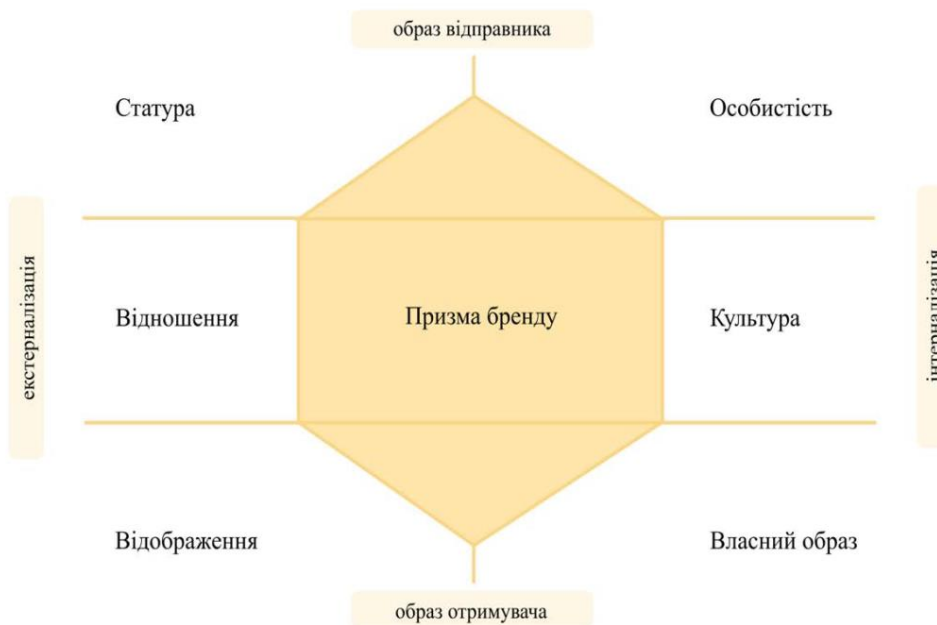 образ відправника
Статура
Особистість
екстерналізація
Відношення
Призма бренду
Культура
інтерналізація
Відображення
Власний образ
образ отримувача